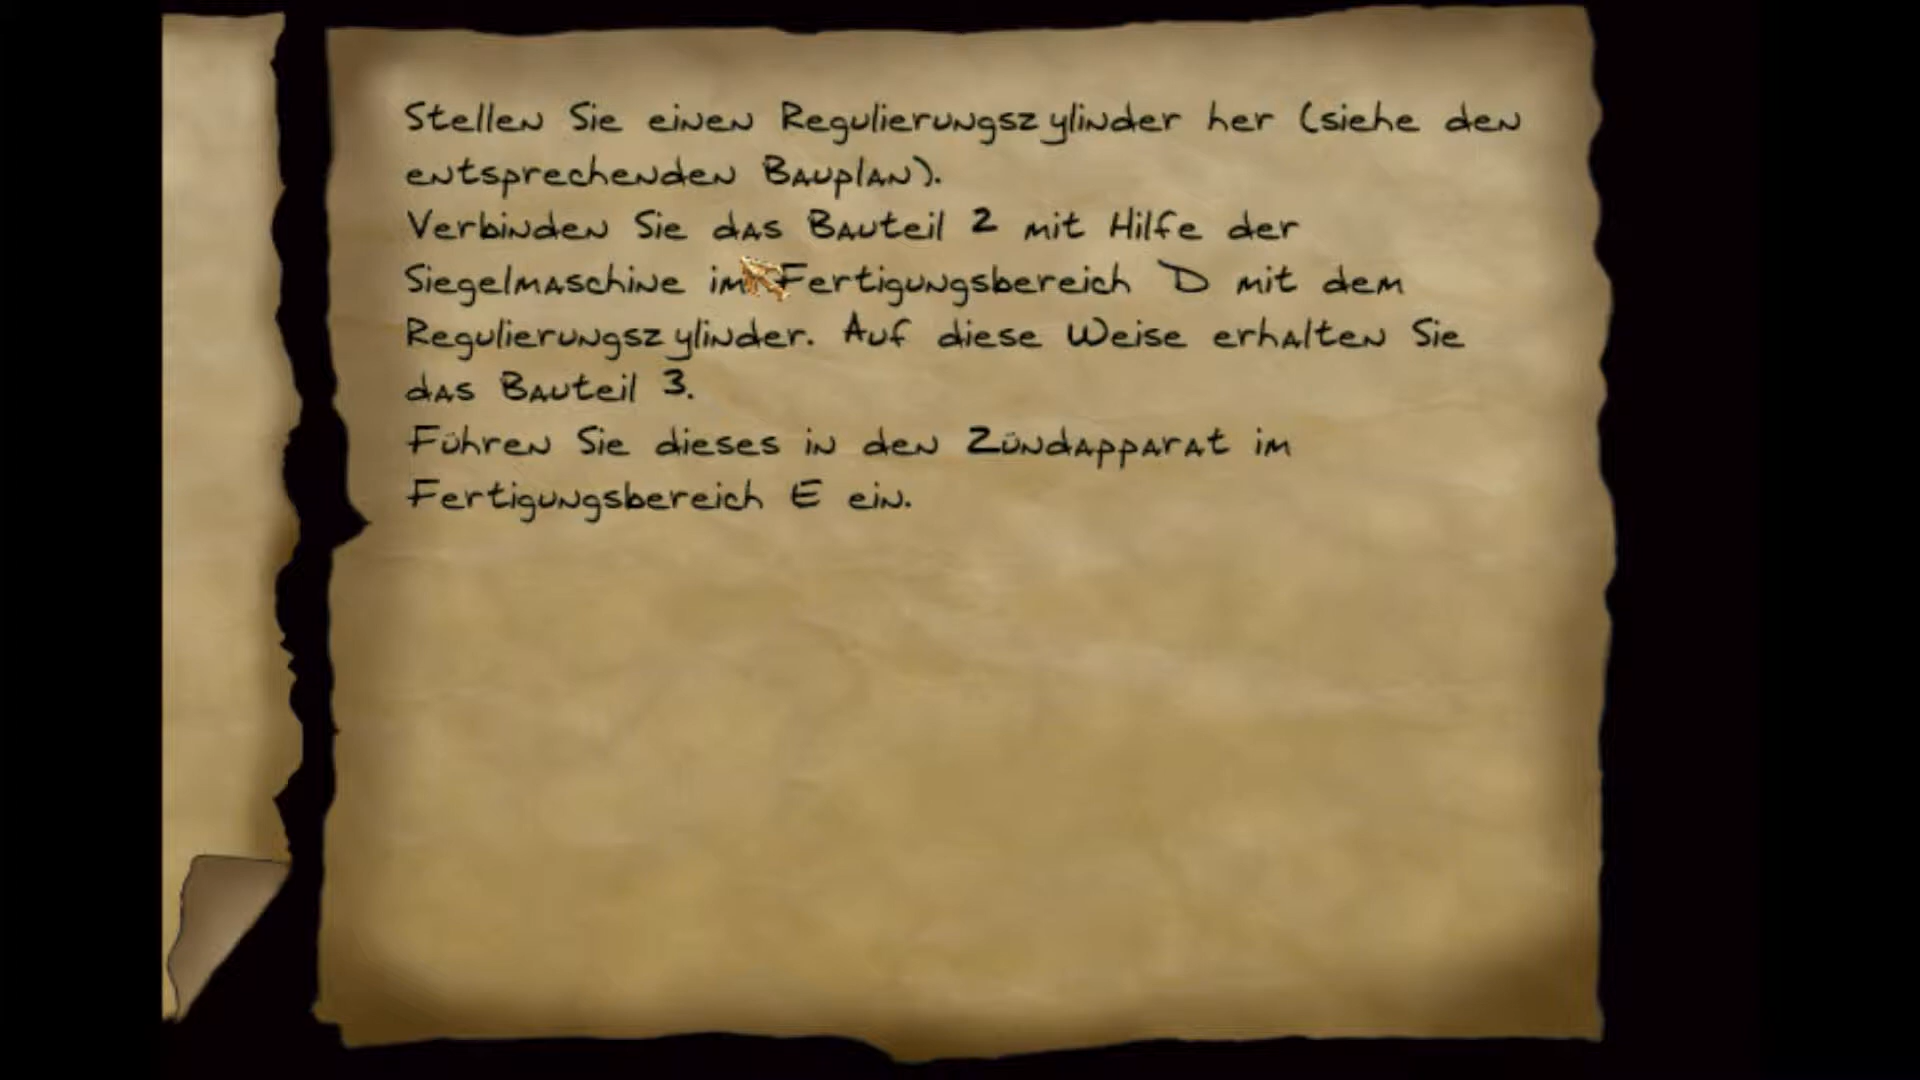 Stellen Sie einen Regulierungszylinder her (siehe den
entsprechenden Bauplan).
Verbinden Sie das Bauteil 2 mit Hilfe der
Siegelmaschine im Fertigungsbereich D mit dem
Regulierungszylinder. Auf diese Weise erhalten Sie
das Bauteil 3.
Führen Sie dieses in den Zündapparat im
Fertigungsbereich E ein.